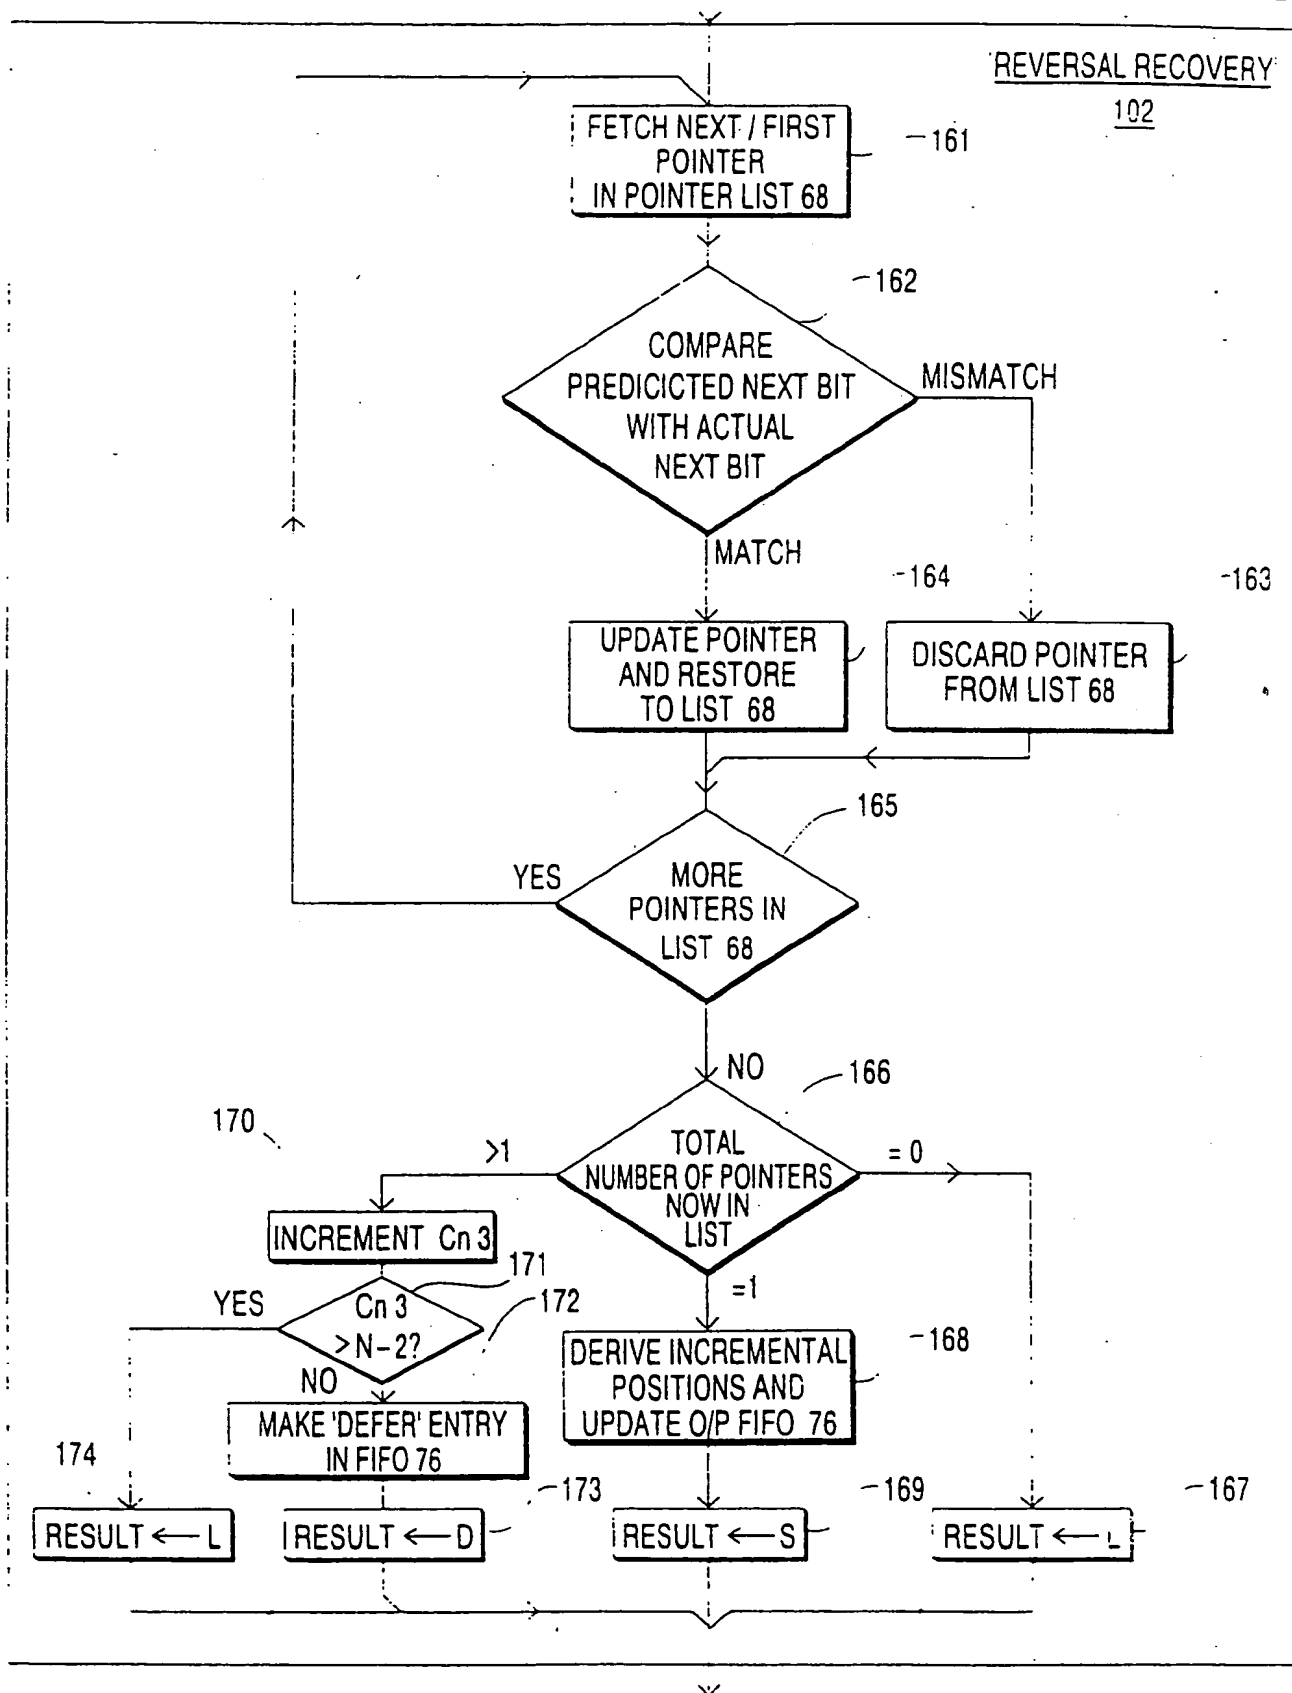 REVERSAL RECOVERY
102
FETCH NEXT / FIRST
POINTER
IN POINTER LIST 68
161
162
COMPARE
PREDICICTED NEXT BIT
WITH ACTUAL
NEXT BIT
MISMATCH
MATCH
164
163
UPDATE POINTER
AND RESTORE
TO LIST 68
DISCARD POINTER
FROM LIST 68
165
YES
MORE
POINTERS IN
LIST 68
NO
166
170
>1
TOTAL
NUMBER OF POINTERS
NOW IN
LIST
= 0
INCREMENT Cn 3
171
=1
YES
Cn 3
>N-2?
172
NO
168
DERIVE INCREMENTAL
POSITIONS AND
UPDATE O/P FIFO 76
MAKE 'DEFER' ENTRY
IN FIFO 76
174
173
169
167
RESULT ← L
RESULT ← D
RESULT ← S
RESULT ← L